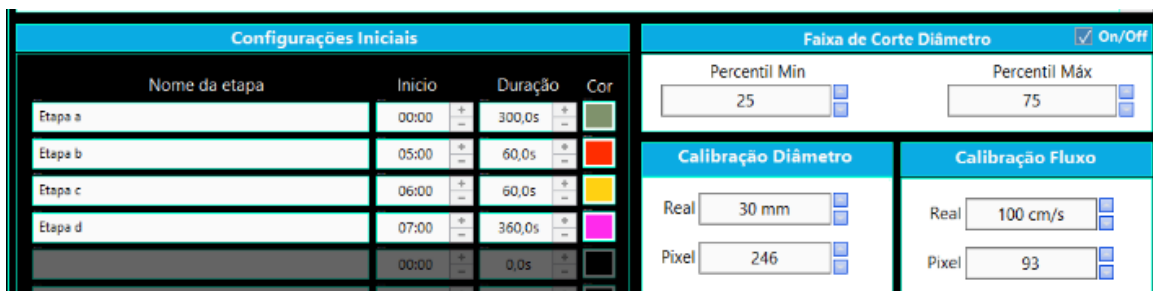 Configurações Iniciais
Nome da etapa Inicio Duração Cor
Etapa a 00:00 + - 300,0s + -
Etapa b 05:00 + - 60,0s + -
Etapa c 06:00 + - 60,0s + -
Etapa d 07:00 + - 360,0s + -
00:00 + - 0,0s + -
Faixa de Corte Diâmetro On/Off
Percentil Min Percentil Máx
25 75
Calibração Diâmetro
Real 30 mm
Pixel 246
Calibração Fluxo
Real 100 cm/s
Pixel 93